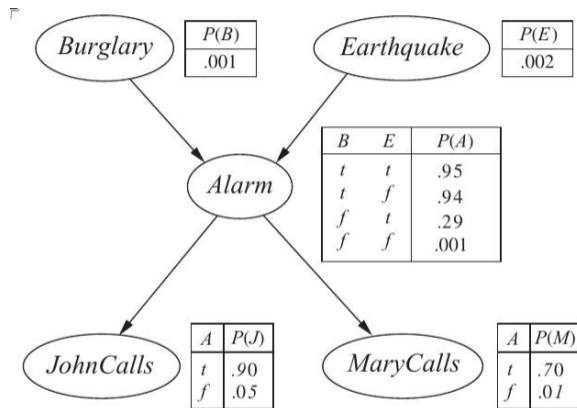 Burglary
P(B)
.001
Earthquake
P(E)
.002
Alarm
B E P(A)
t t .95
t f .94
f t .29
f f .001
JohnCalls
A P(J)
t .90
f .05
MaryCalls
A P(M)
t .70
f .01